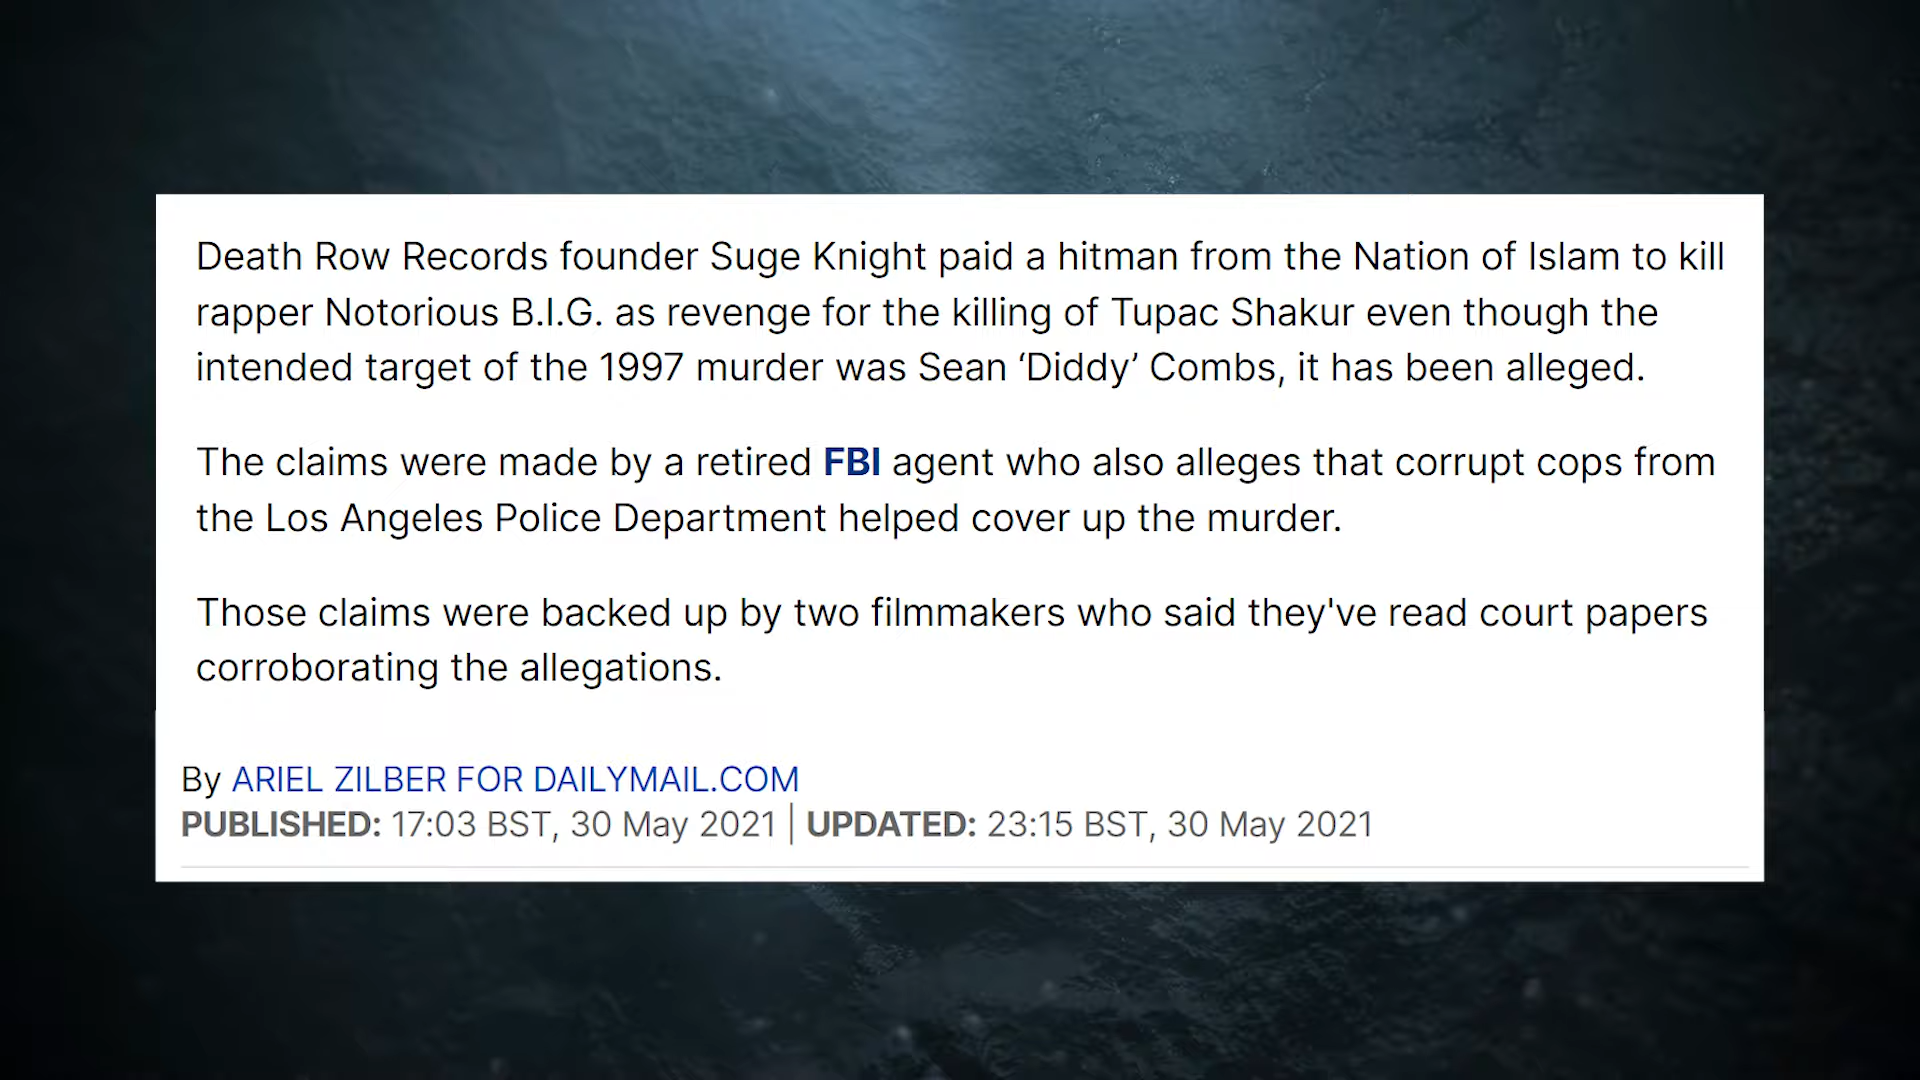 Death Row Records founder Suge Knight paid a hitman from the Nation of Islam to kill
rapper Notorious B.I.G. as revenge for the killing of Tupac Shakur even though the
intended target of the 1997 murder was Sean ‘Diddy’ Combs, it has been alleged.
The claims were made by a retired FBI agent who also alleges that corrupt cops from
the Los Angeles Police Department helped cover up the murder.
Those claims were backed up by two filmmakers who said they've read court papers
corroborating the allegations.
By ARIEL ZILBER FOR DAILYMAIL.COM
PUBLISHED: 17:03 BST, 30 May 2021 | UPDATED: 23:15 BST, 30 May 2021